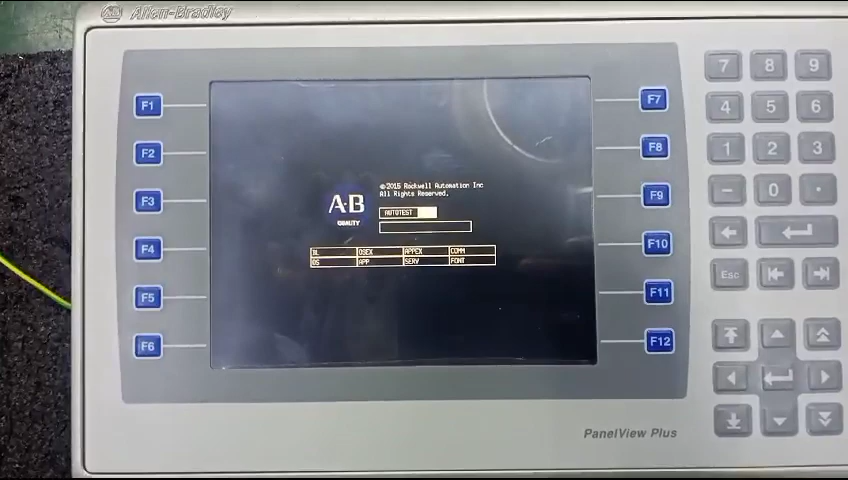 AB Allen-Bradley
F1
F2
F3
F4
F5
F6
A·B
QUALITY
©2015 Rockwell Automation Inc
All Rights Reserved.
AUTOTEST
OSEX APPEX COMM
OS APP SERV FONT
F7
F8
F9
F10
F11
F12
7 8 9
4 5 6
1 2 3
- 0 .
Esc
PanelView Plus